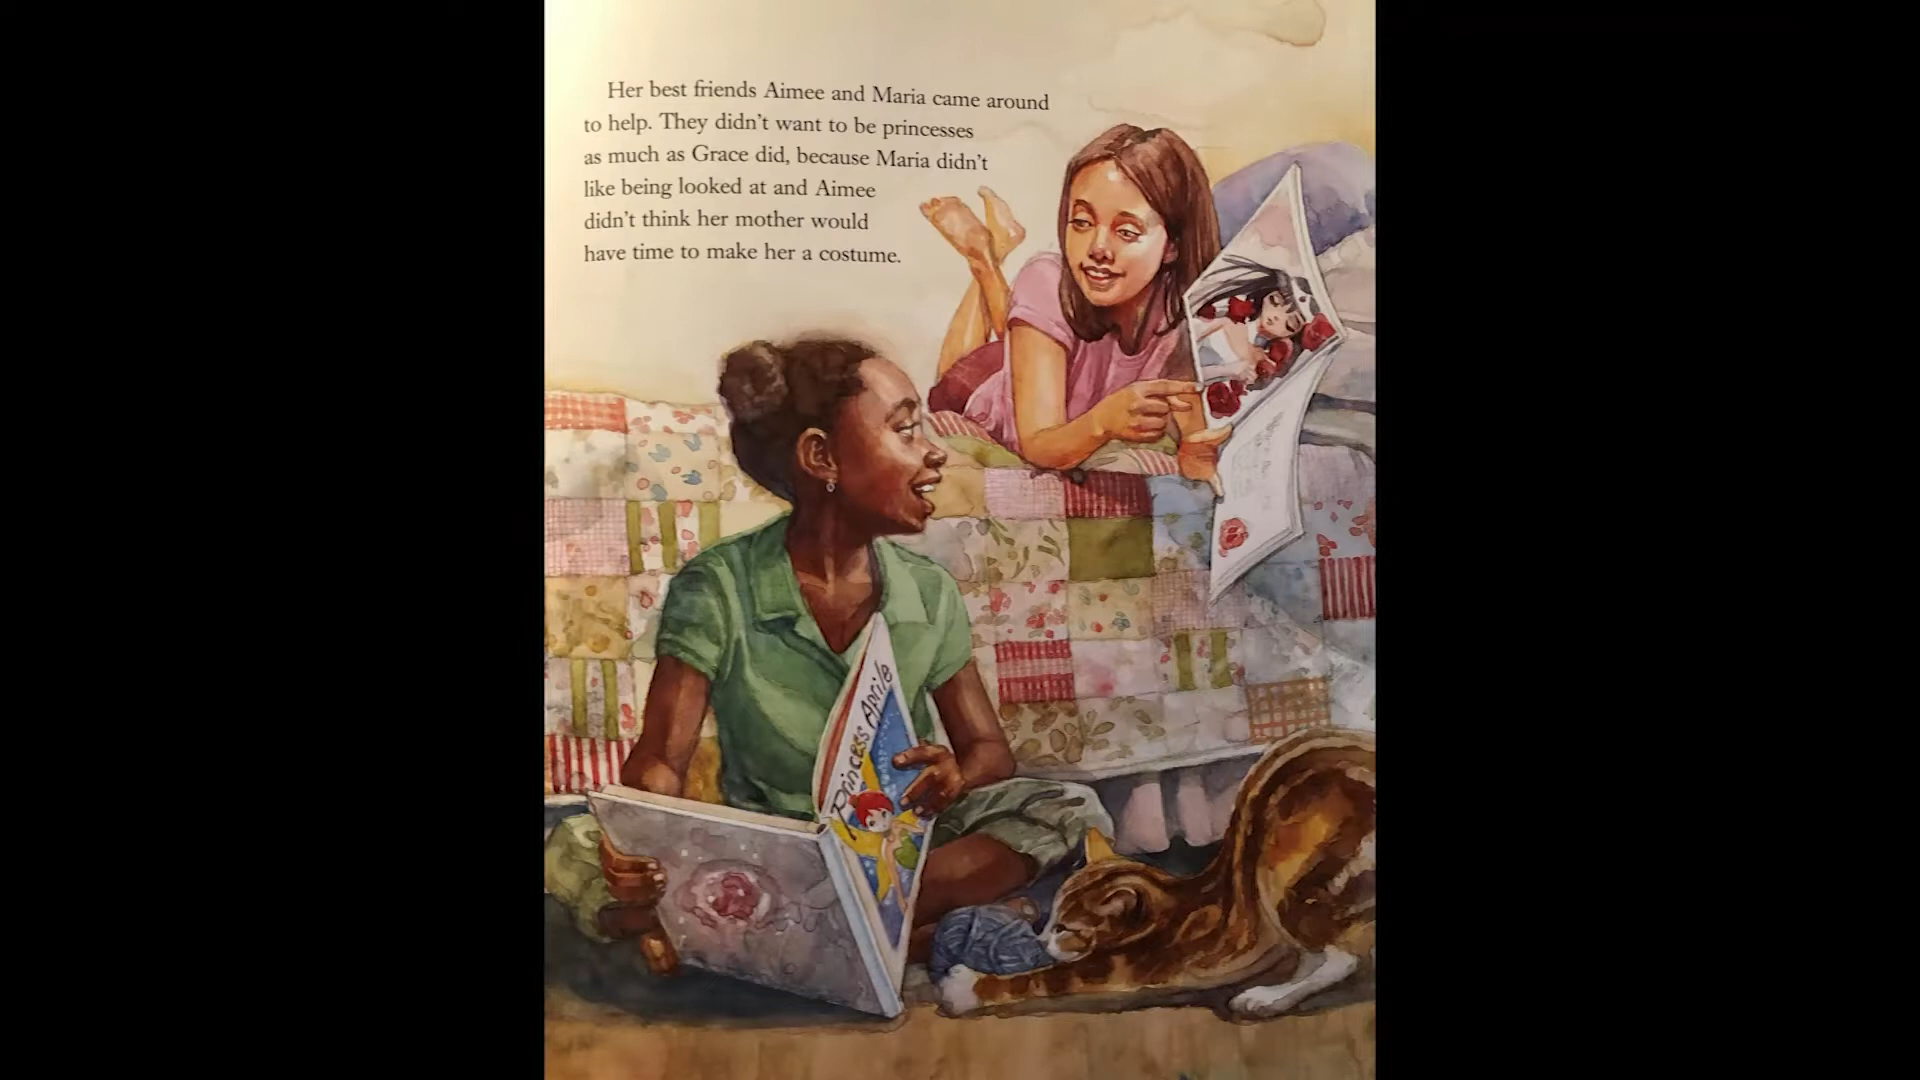 Her best friends Aimee and Maria came around
to help. They didn't want to be princesses
as much as Grace did, because Maria didn't
like being looked at and Aimee
didn't think her mother would
have time to make her a costume.
Princess Aprile